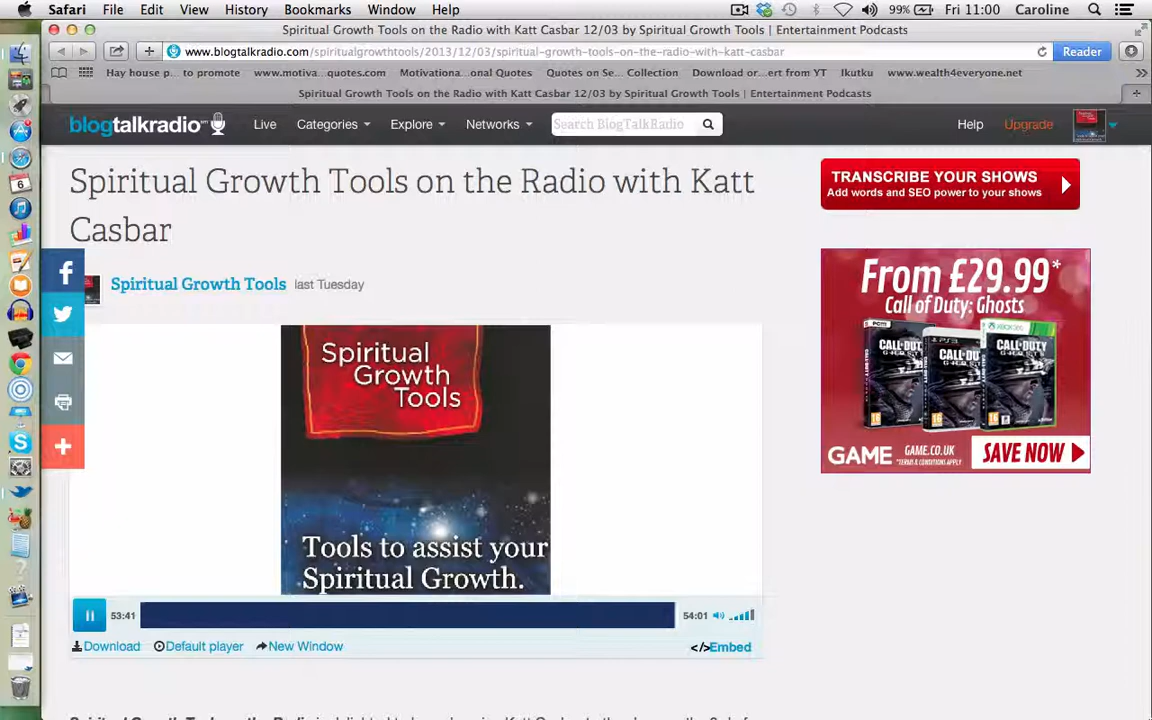 Safari File Edit View History Bookmarks Window Help 99% Fri 11:00 Caroline
Spiritual Growth Tools on the Radio with Katt Casbar 12/03 by Spiritual Growth Tools | Entertainment Podcasts
www.blogtalkradio.com/spiritualgrowthtools/2013/12/03/spiritual-growth-tools-on-the-radio-with-katt-casbar Reader
Hay house p... to promote www.motiva...quotes.com Motivationa...onal Quotes Quotes on Se... Collection Download or...ert from YT Ikutku www.wealth4everyone.net
Spiritual Growth Tools on the Radio with Katt Casbar 12/03 by Spiritual Growth Tools | Entertainment Podcasts
blogtalkradio Live Categories Explore Networks Search BlogTalkRadio Help Upgrade
Spiritual Growth Tools on the Radio with Katt
Casbar
Spiritual Growth Tools last Tuesday
Spiritual
Growth
Tools
Tools to assist your
Spiritual Growth.
53:41 54:01
Download Default player New Window </>Embed
TRANSCRIBE YOUR SHOWS
Add words and SEO power to your shows
From £29.99*
Call of Duty: Ghosts
CALL OF DUTY
GHOSTS
GAME GAME.CO.UK SAVE NOW
*TERMS & CONDITIONS APPLY